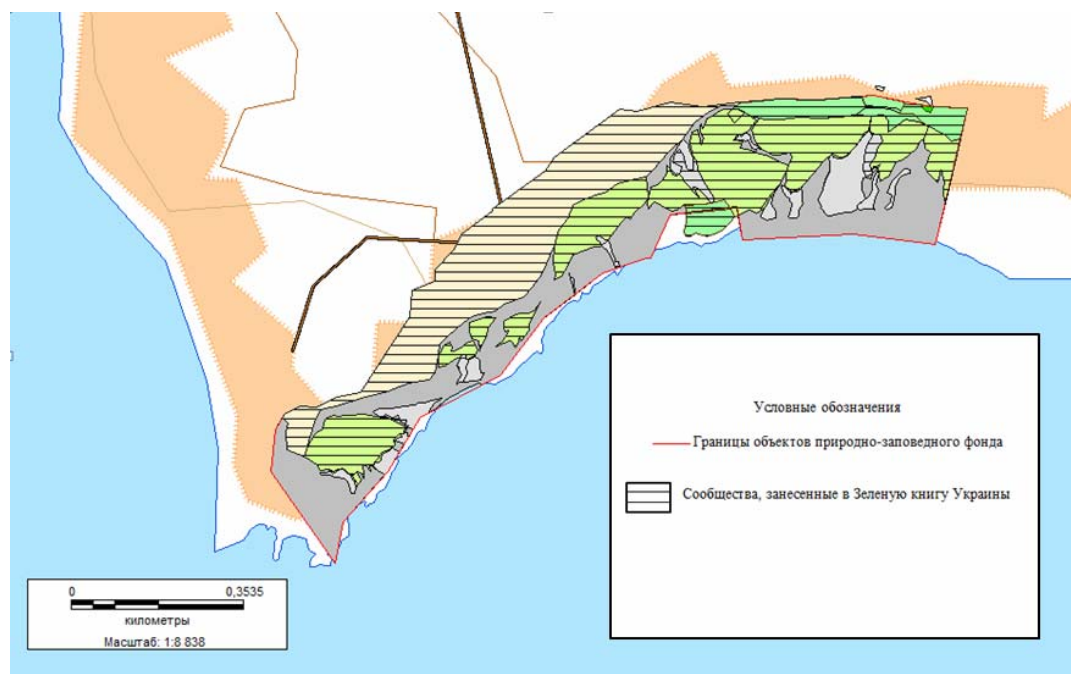 Условные обозначения
Границы объектов природно-заповедного фонда
Сообщества, занесенные в Зеленую книгу Украины
0 0,3535
километры
Масштаб: 1:8 838